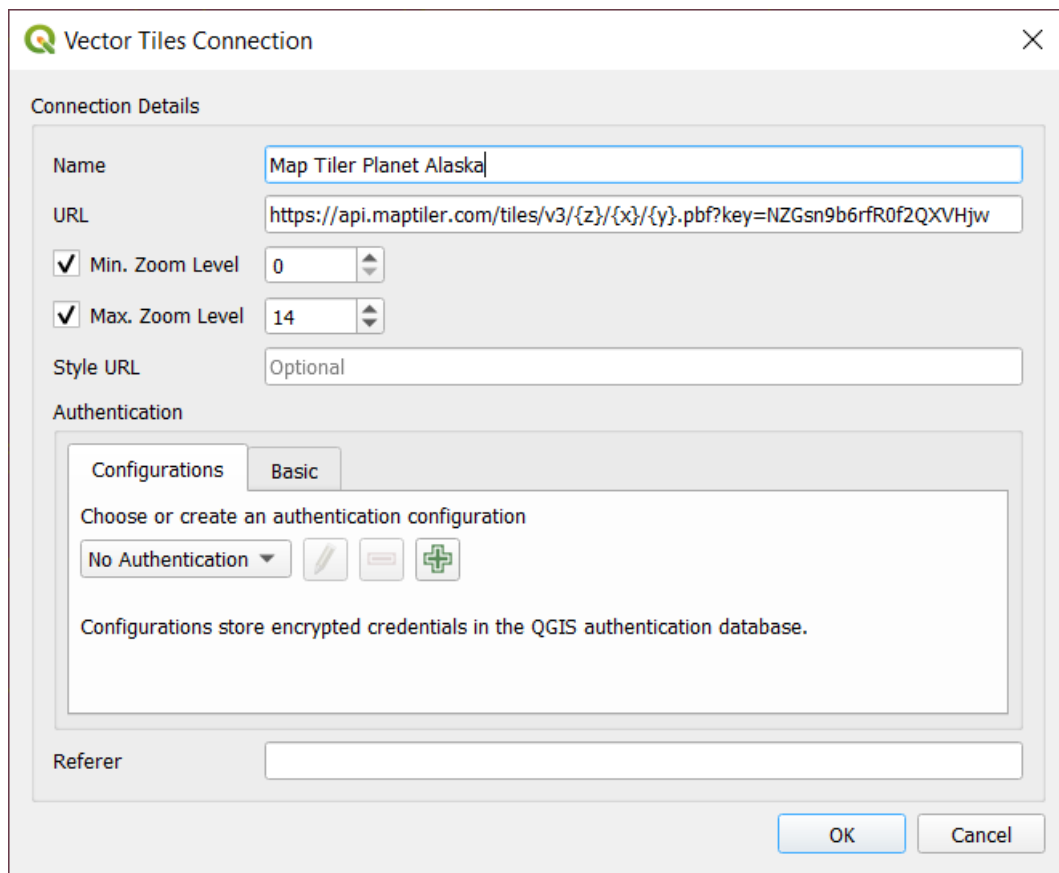 Vector Tiles Connection
Connection Details
Name Map Tiler Planet Alaska
URL https://api.maptiler.com/tiles/v3/{z}/{x}/{y}.pbf?key=NZGsn9b6rfR0f2QXVHjw
Min. Zoom Level 0
Max. Zoom Level 14
Style URL Optional
Authentication
Configurations Basic
Choose or create an authentication configuration
No Authentication
Configurations store encrypted credentials in the QGIS authentication database.
Referer
OK Cancel